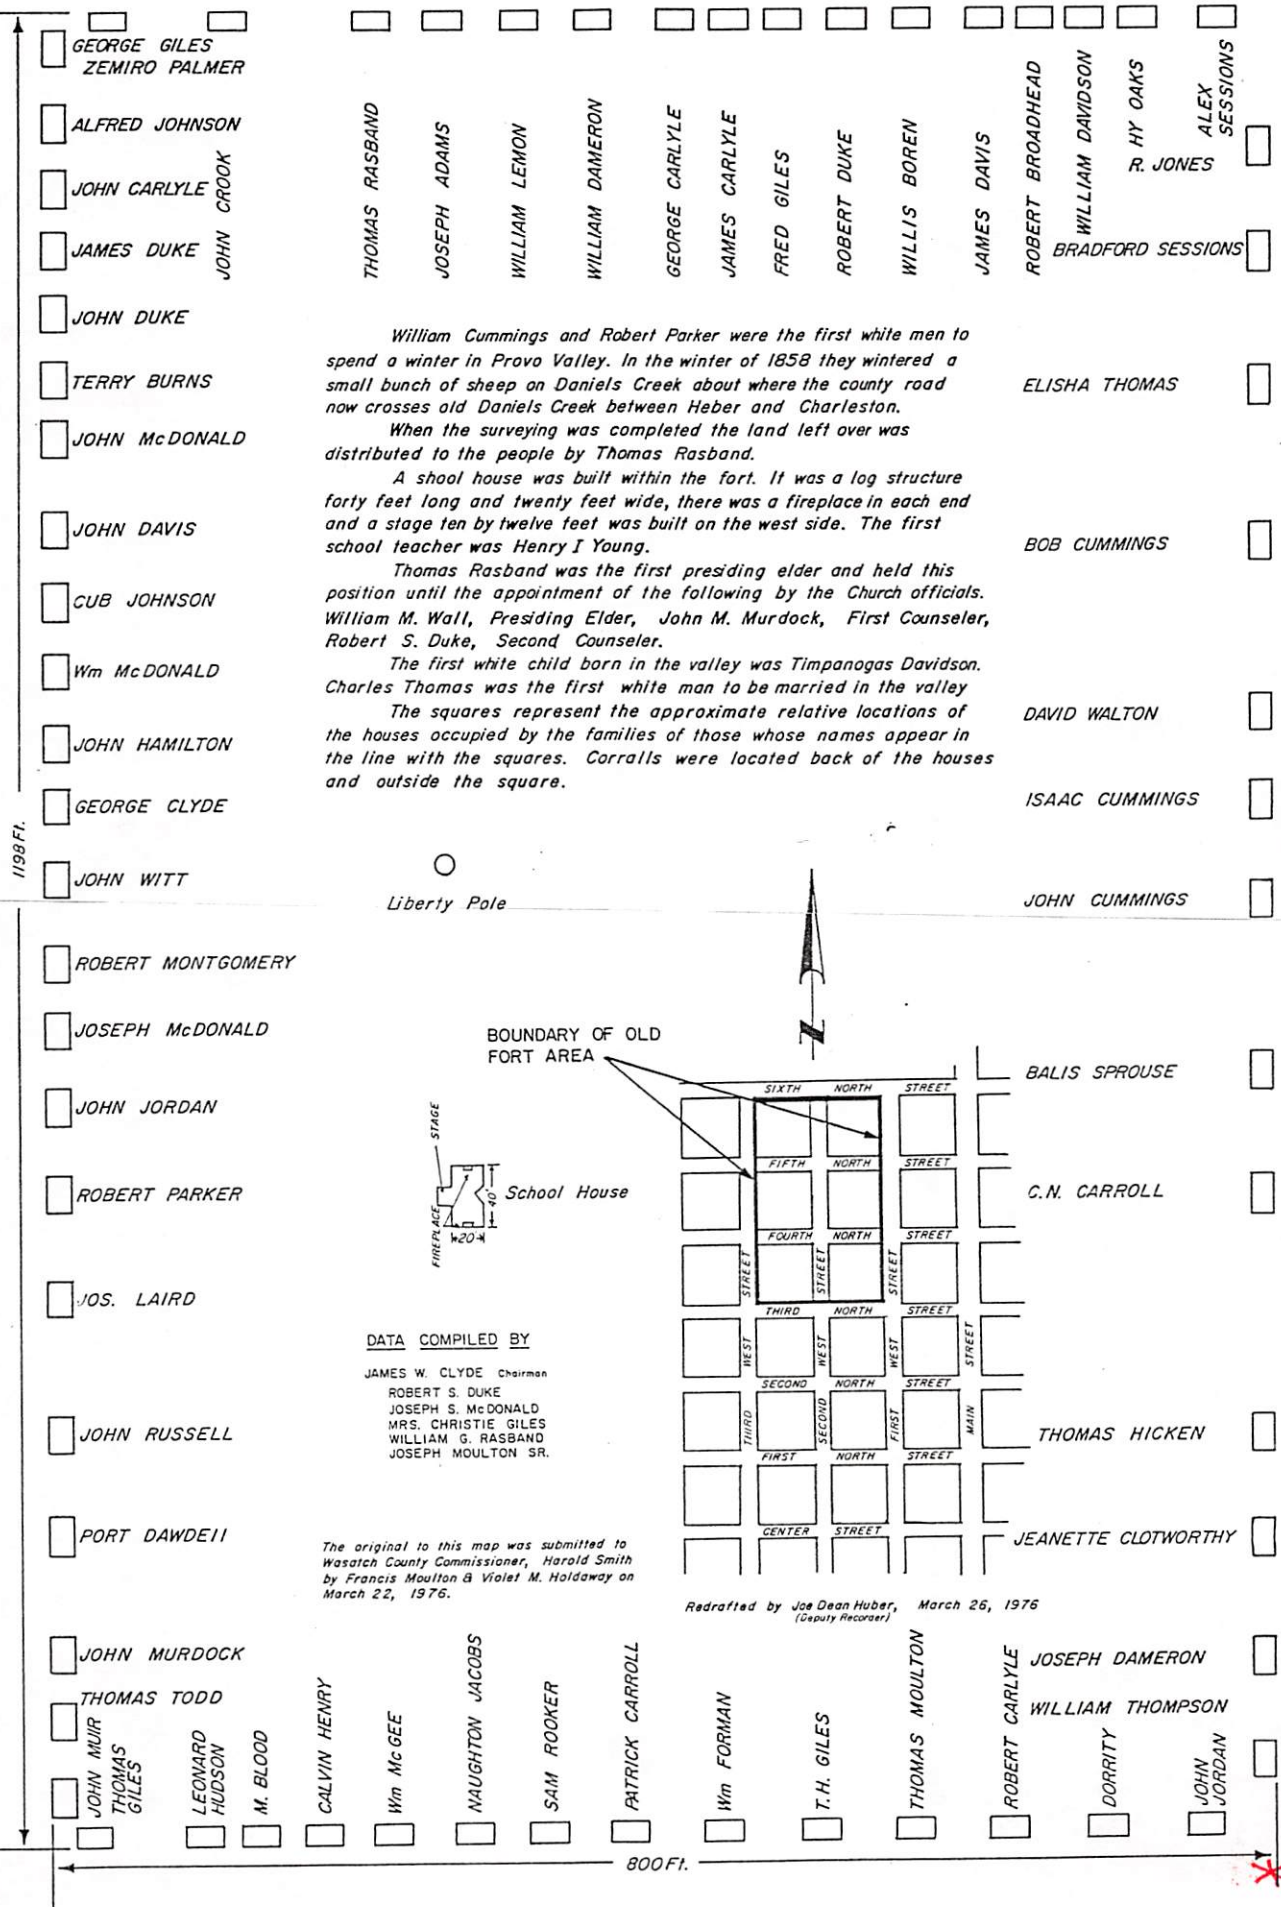 GEORGE GILES
ZEMIRO PALMER
ALFRED JOHNSON
JOHN CARLYLE
JOHN CROOK
JAMES DUKE
JOHN DUKE
TERRY BURNS
JOHN McDONALD
JOHN DAVIS
CUB JOHNSON
Wm McDONALD
JOHN HAMILTON
GEORGE CLYDE
JOHN WITT
ROBERT MONTGOMERY
JOSEPH McDONALD
JOHN JORDAN
ROBERT PARKER
JOS. LAIRD
JOHN RUSSELL
PORT DAWDEll
JOHN MURDOCK
THOMAS TODD
1198 Ft.
THOMAS RASBAND
JOSEPH ADAMS
WILLIAM LEMON
WILLIAM DAMERON
GEORGE CARLYLE
JAMES CARLYLE
FRED GILES
ROBERT DUKE
WILLIS BOREN
JAMES DAVIS
ROBERT BROADHEAD
WILLIAM DAVIDSON
HY OAKS
ALEX
SESSIONS
R. JONES
BRADFORD SESSIONS
ELISHA THOMAS
BOB CUMMINGS
DAVID WALTON
ISAAC CUMMINGS
JOHN CUMMINGS
BALIS SPROUSE
C.N. CARROLL
THOMAS HICKEN
JEANETTE CLOTWORTHY
JOSEPH DAMERON
WILLIAM THOMPSON
William Cummings and Robert Parker were the first white men to
spend a winter in Provo Valley. In the winter of 1858 they wintered a
small bunch of sheep on Daniels Creek about where the county road
now crosses old Daniels Creek between Heber and Charleston.
When the surveying was completed the land left over was
distributed to the people by Thomas Rasband.
A shool house was built within the fort. It was a log structure
forty feet long and twenty feet wide, there was a fireplace in each end
and a stage ten by twelve feet was built on the west side. The first
school teacher was Henry I Young.
Thomas Rasband was the first presiding elder and held this
position until the appointment of the following by the Church officials.
William M. Wall, Presiding Elder, John M. Murdock, First Counseler,
Robert S. Duke, Second Counseler.
The first white child born in the valley was Timpanogas Davidson.
Charles Thomas was the first white man to be married in the valley
The squares represent the approximate relative locations of
the houses occupied by the families of those whose names appear in
the line with the squares. Corralls were located back of the houses
and outside the square.
Liberty Pole
N
BOUNDARY OF OLD
FORT AREA
STAGE
FIREPLACE
40'
20'
School House
SIXTH NORTH STREET
FIFTH NORTH STREET
FOURTH NORTH STREET
THIRD NORTH STREET
SECOND NORTH STREET
FIRST NORTH STREET
CENTER STREET
THIRD WEST STREET
SECOND WEST STREET
FIRST WEST STREET
MAIN STREET
DATA COMPILED BY
JAMES W. CLYDE Chairman
ROBERT S. DUKE
JOSEPH S. McDONALD
MRS. CHRISTIE GILES
WILLIAM G. RASBAND
JOSEPH MOULTON SR.
The original to this map was submitted to
Wasatch County Commissioner, Harold Smith
by Francis Moulton & Violet M. Holdaway on
March 22, 1976.
Redrafted by Joe Dean Huber, March 26, 1976
(Deputy Recorder)
JOHN MUIR
THOMAS
GILES
LEONARD
HUDSON
M. BLOOD
CALVIN HENRY
Wm McGEE
NAUGHTON JACOBS
SAM ROOKER
PATRICK CARROLL
Wm FORMAN
T.H. GILES
THOMAS MOULTON
ROBERT CARLYLE
DORRITY
JOHN
JORDAN
800 Ft.